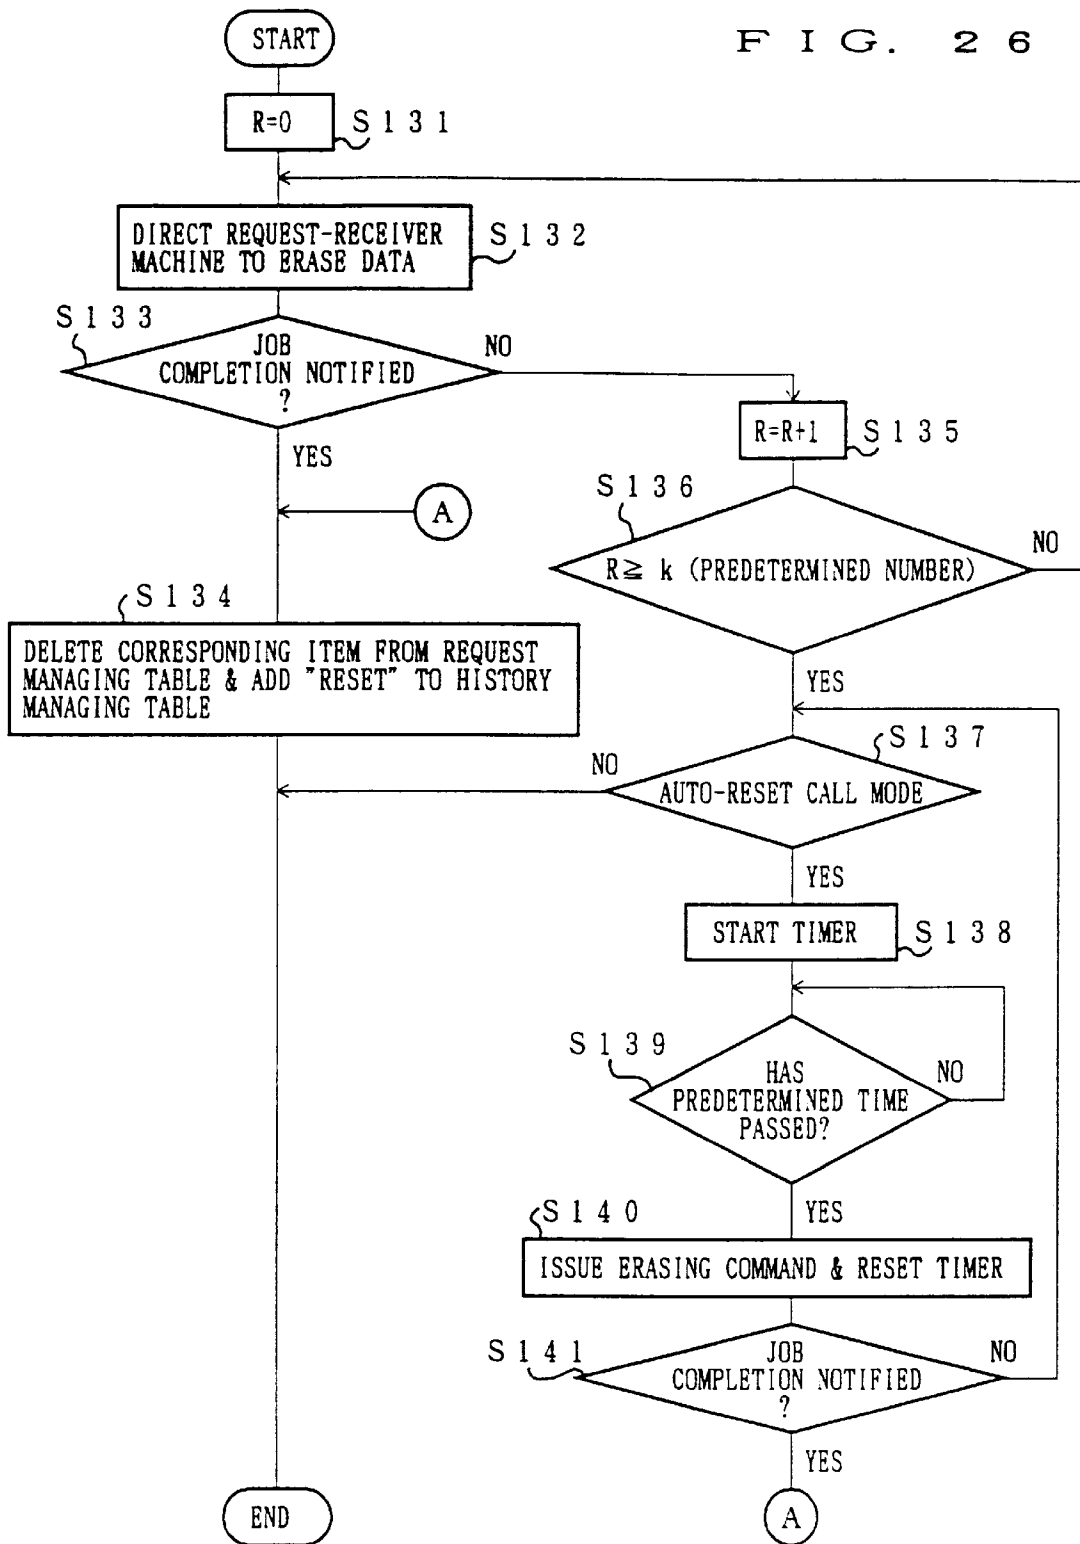 START
F I G. 2 6
R=0
S 1 3 1
DIRECT REQUEST-RECEIVER
MACHINE TO ERASE DATA
S 1 3 2
S 1 3 3
JOB
COMPLETION NOTIFIED
?
NO
YES
R=R+1
S 1 3 5
A
S 1 3 6
R≧ k (PREDETERMINED NUMBER)
NO
YES
S 1 3 4
DELETE CORRESPONDING ITEM FROM REQUEST
MANAGING TABLE & ADD "RESET" TO HISTORY
MANAGING TABLE
S 1 3 7
NO
AUTO-RESET CALL MODE
YES
START TIMER
S 1 3 8
S 1 3 9
HAS
PREDETERMINED TIME
PASSED?
NO
YES
S 1 4 0
ISSUE ERASING COMMAND & RESET TIMER
S 1 4 1
JOB
COMPLETION NOTIFIED
?
NO
YES
END
A